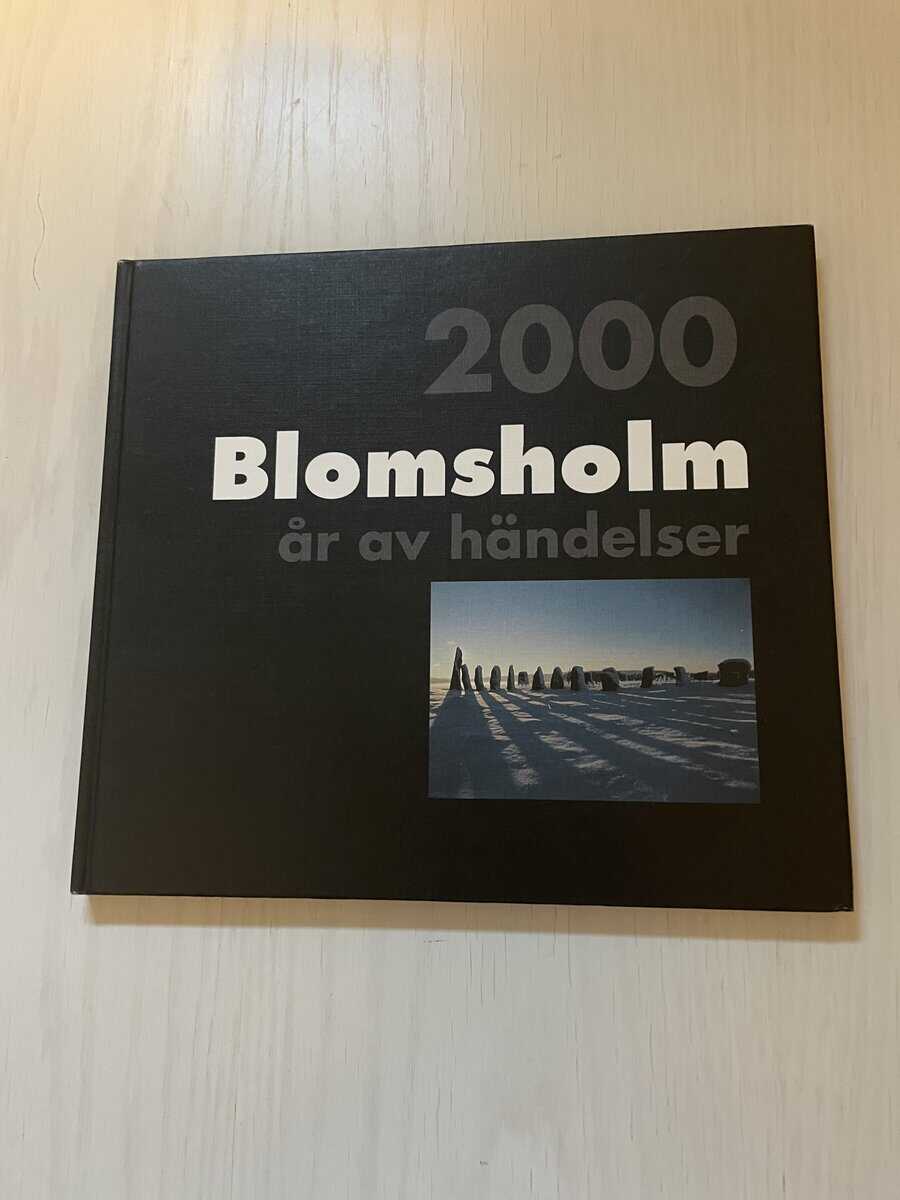 2000
Blomsholm
år av händelser